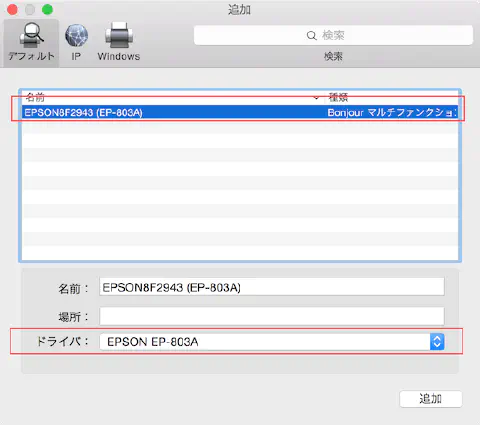 追加
デフォルト IP Windows
検索
検索
名前 種類
EPSON8F2943 (EP-803A) Bonjour マルチファンクショ:
名前： EPSON8F2943 (EP-803A)
場所：
ドライバ： EPSON EP-803A
追加